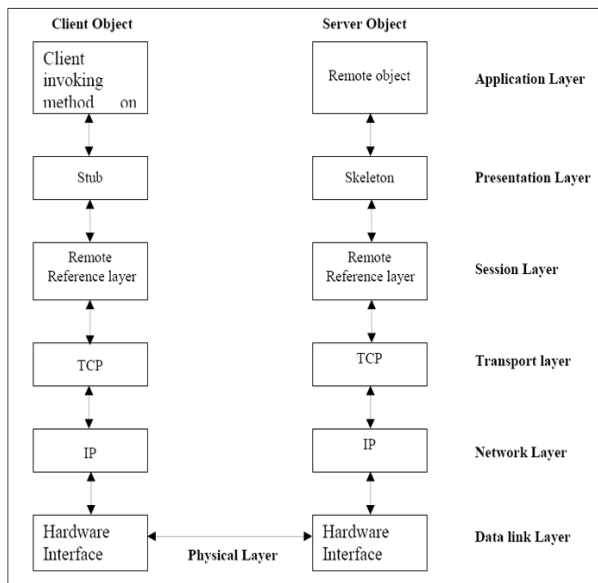 Client Object
Server Object
Client
invoking
method on
Remote object
Application Layer
Stub
Skeleton
Presentation Layer
Remote
Reference layer
Remote
Reference layer
Session Layer
TCP
TCP
Transport layer
IP
IP
Network Layer
Hardware
Interface
Physical Layer
Hardware
Interface
Data link Layer